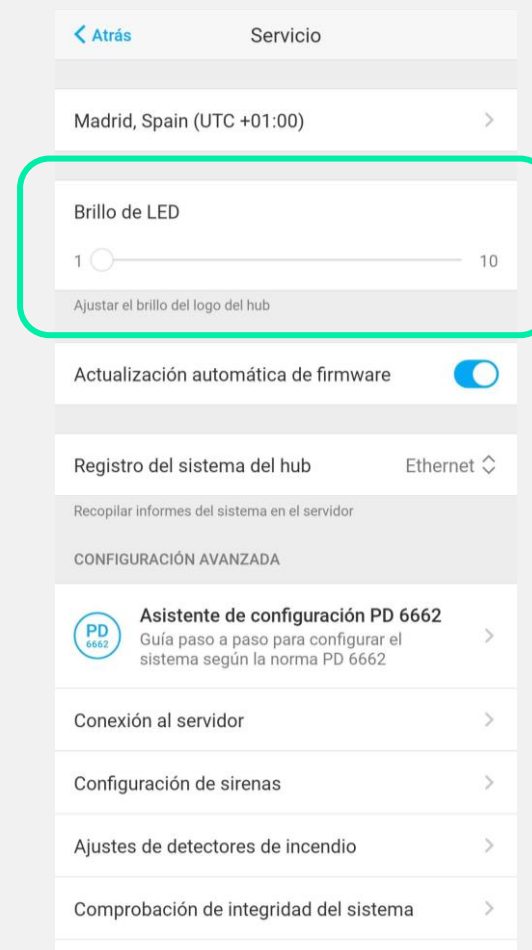 Atrás Servicio
Madrid, Spain (UTC +01:00)
Brillo de LED
1 10
Ajustar el brillo del logo del hub
Actualización automática de firmware
Registro del sistema del hub Ethernet
Recopilar informes del sistema en el servidor
CONFIGURACIÓN AVANZADA
PD
6662
Asistente de configuración PD 6662
Guía paso a paso para configurar el
sistema según la norma PD 6662
Conexión al servidor
Configuración de sirenas
Ajustes de detectores de incendio
Comprobación de integridad del sistema